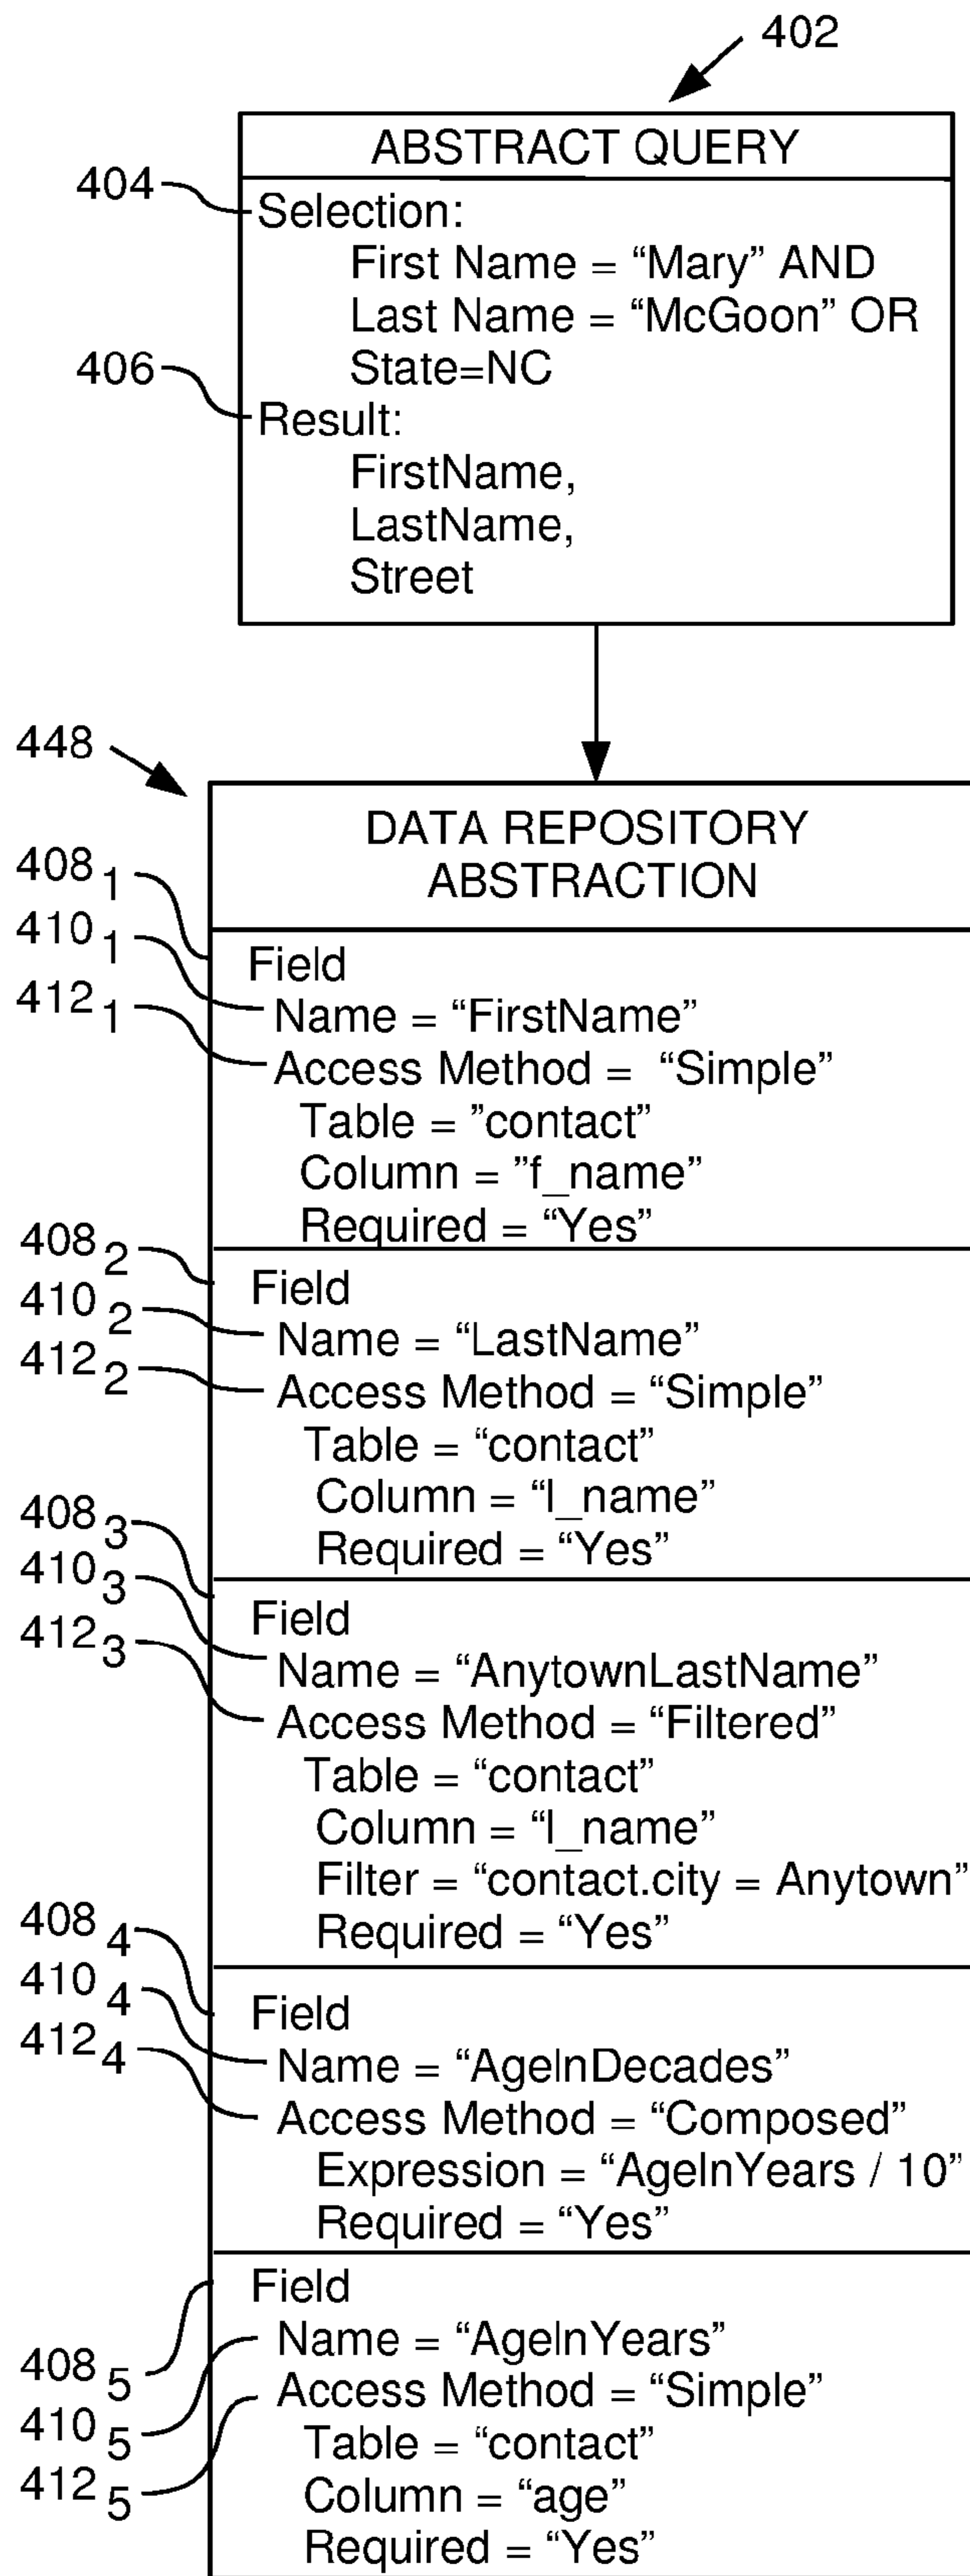 402
ABSTRACT QUERY
404
Selection:
First Name = “Mary” AND
Last Name = “McGoon” OR
State=NC
406
Result:
FirstName,
LastName,
Street
448
DATA REPOSITORY
ABSTRACTION
408 1
410 1
412 1
Field
Name = “FirstName”
Access Method = “Simple”
Table = ”contact”
Column = ”f_name”
Required = “Yes”
408 2
410 2
412 2
Field
Name = “LastName”
Access Method = “Simple”
Table = “contact”
Column = “l_name”
Required = “Yes”
408 3
410 3
412 3
Field
Name = “AnytownLastName”
Access Method = “Filtered”
Table = “contact”
Column = “l_name”
Filter = “contact.city = Anytown”
Required = “Yes”
408 4
410 4
412 4
Field
Name = “AgeInDecades”
Access Method = “Composed”
Expression = “AgeInYears / 10”
Required = “Yes”
408 5
410 5
412 5
Field
Name = “AgeInYears”
Access Method = “Simple”
Table = “contact”
Column = “age”
Required = “Yes”